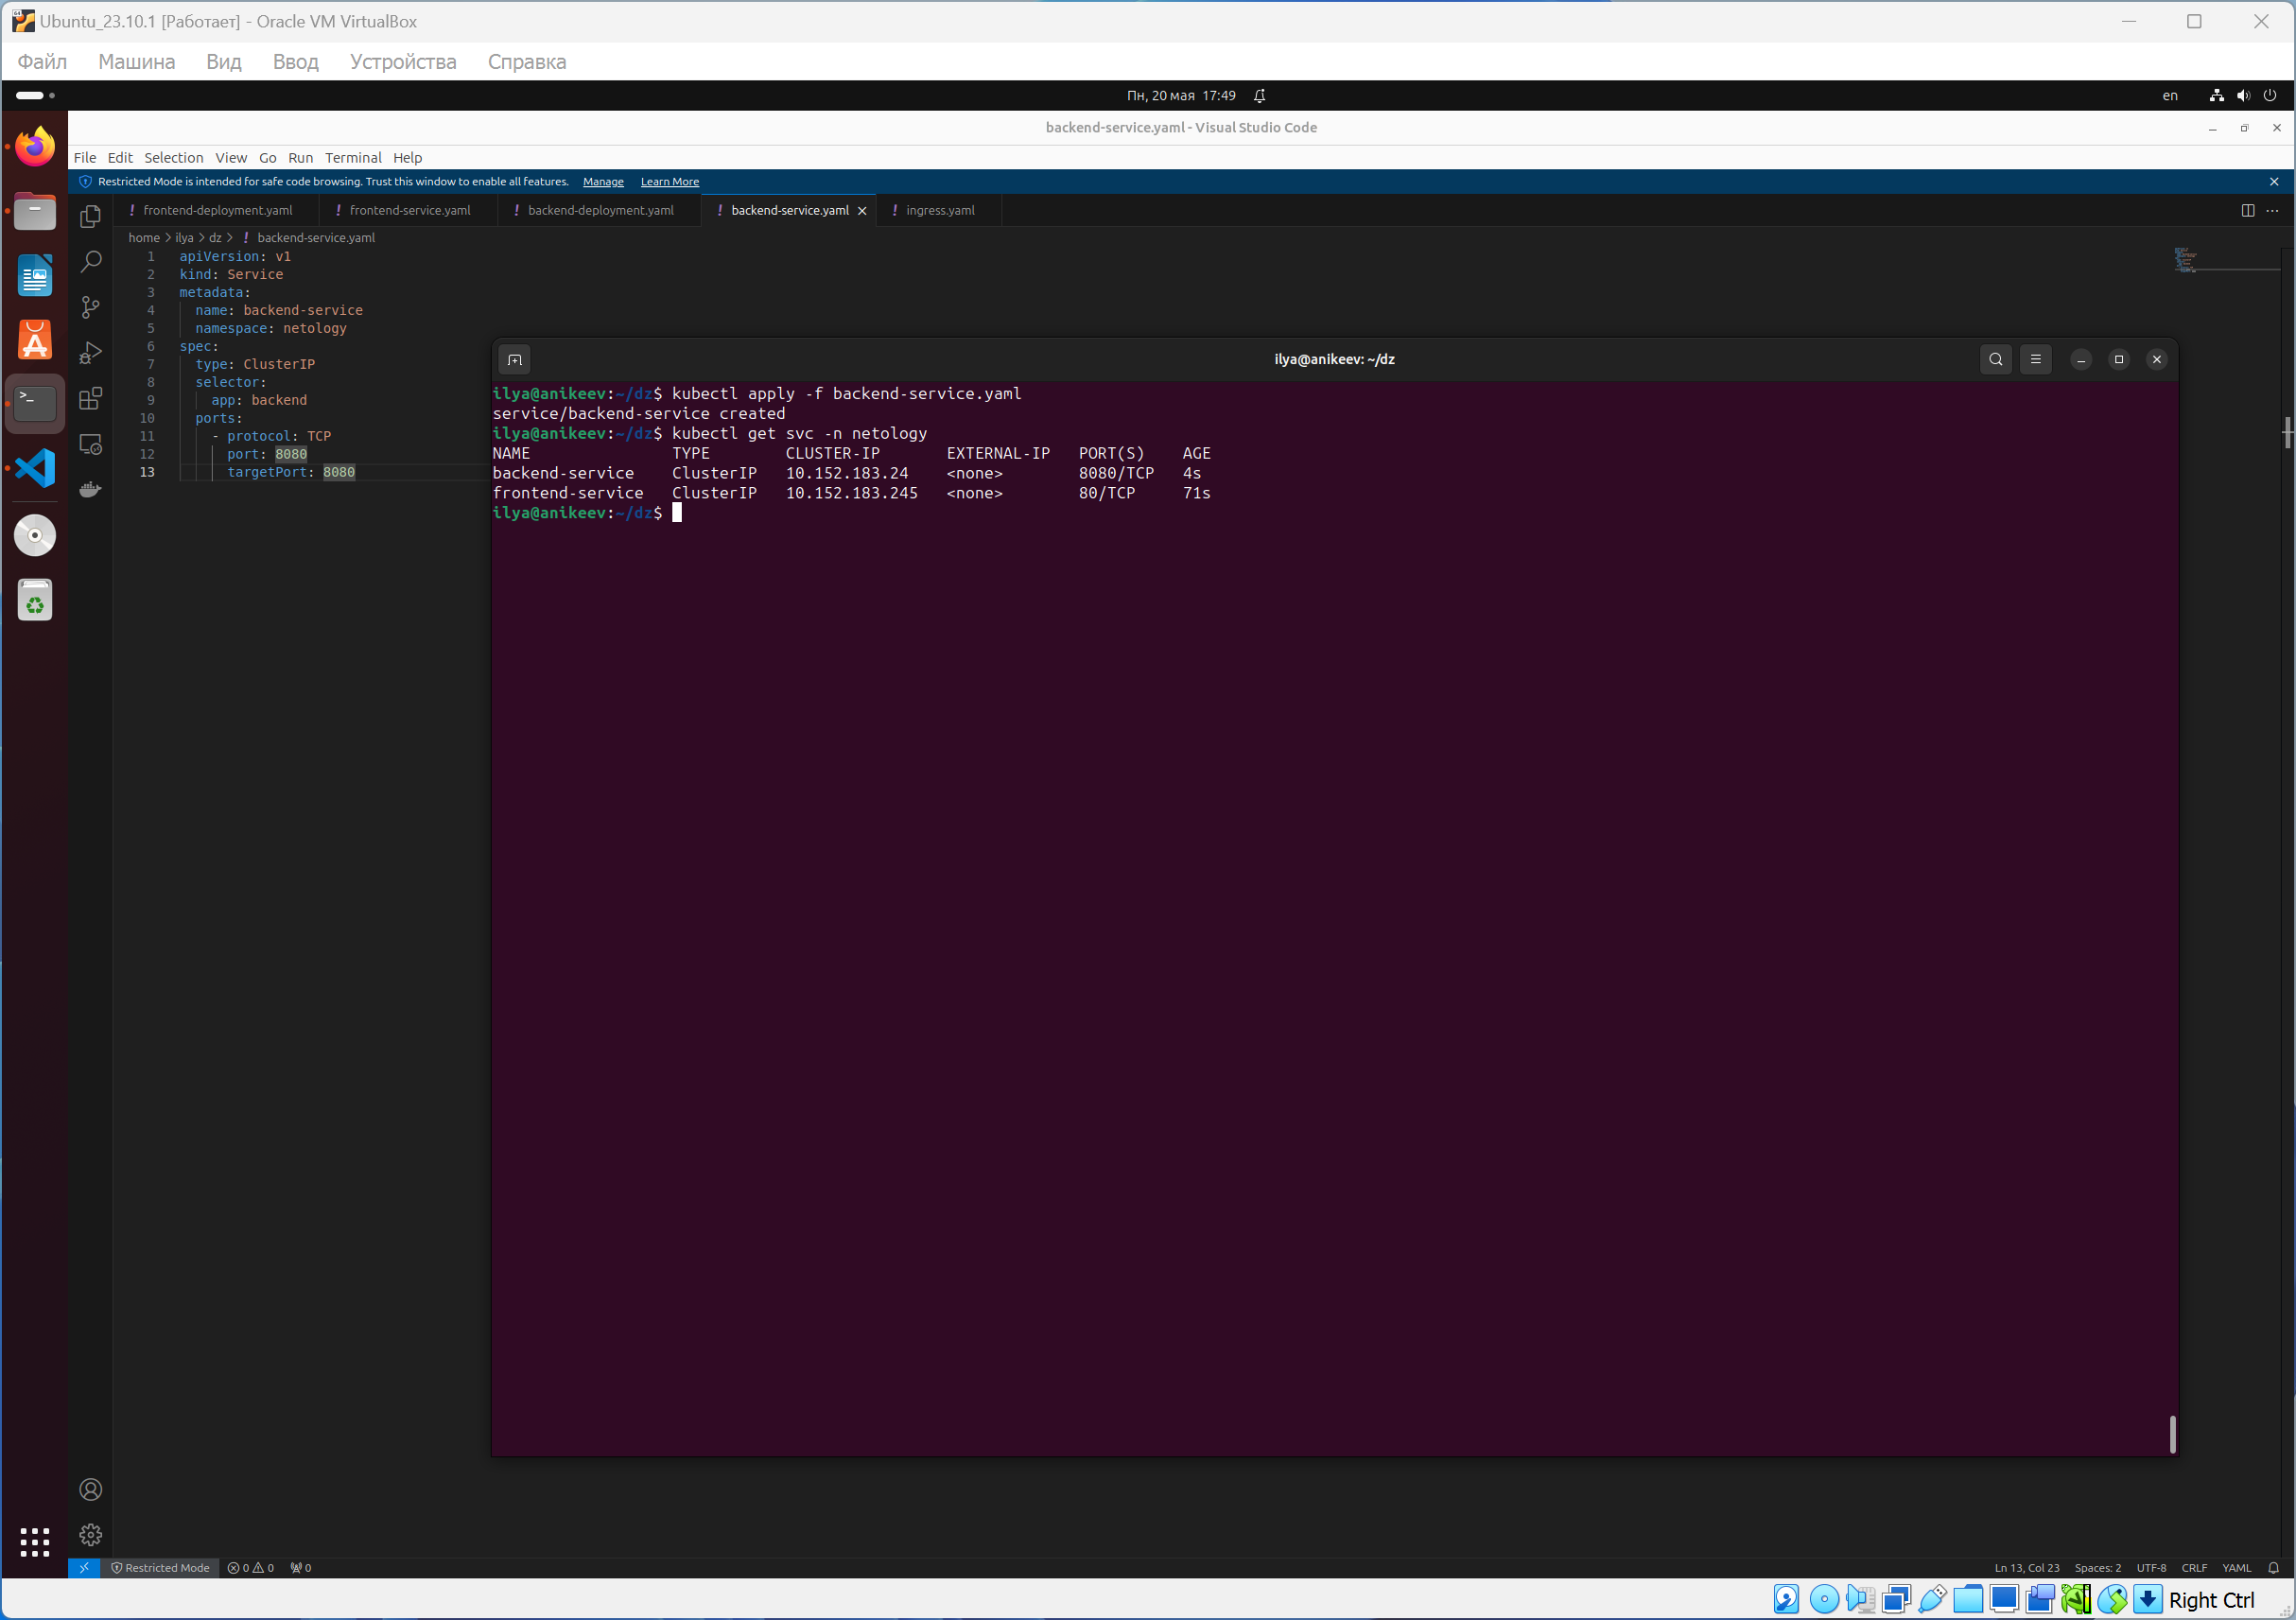 Ubuntu_23.10.1 [Работает] - Oracle VM VirtualBox
Файл Машина Вид Ввод Устройства Справка
Пн, 20 мая 17:49
en
backend-service.yaml - Visual Studio Code
File Edit Selection View Go Run Terminal Help
Restricted Mode is intended for safe code browsing. Trust this window to enable all features. Manage Learn More
! frontend-deployment.yaml ! frontend-service.yaml ! backend-deployment.yaml ! backend-service.yaml ! ingress.yaml
home > ilya > dz > ! backend-service.yaml
1 apiVersion: v1
2 kind: Service
3 metadata:
4 name: backend-service
5 namespace: netology
6 spec:
7 type: ClusterIP
8 selector:
9 app: backend
10 ports:
11 - protocol: TCP
12 port: 8080
13 targetPort: 8080
ilya@anikeev: ~/dz
ilya@anikeev:~/dz$ kubectl apply -f backend-service.yaml
service/backend-service created
ilya@anikeev:~/dz$ kubectl get svc -n netology
NAME TYPE CLUSTER-IP EXTERNAL-IP PORT(S) AGE
backend-service ClusterIP 10.152.183.24 <none> 8080/TCP 4s
frontend-service ClusterIP 10.152.183.245 <none> 80/TCP 71s
ilya@anikeev:~/dz$
Restricted Mode 0 0 0
Ln 13, Col 23 Spaces: 2 UTF-8 CRLF YAML
Right Ctrl